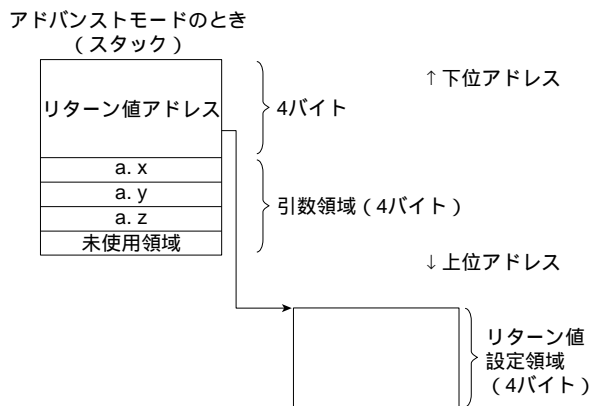 アドバンストモードのとき
(スタック)
リターン値アドレス
4バイト
↑下位アドレス
a. x
a. y
a. z
未使用領域
引数領域(4バイト)
↓上位アドレス
リターン値
設定領域
(4バイト)